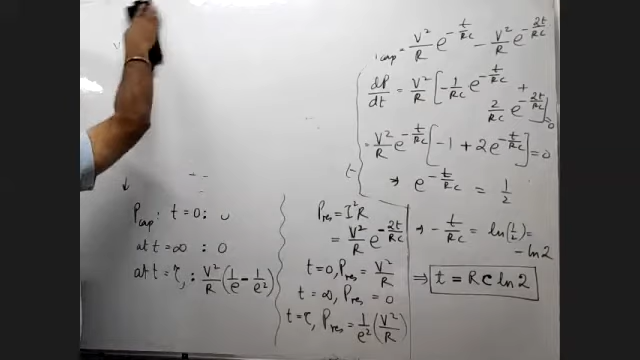 P_cap = V²/R e^(-t/RC) - V²/R e^(-2t/RC)
dP/dt = V²/R [-1/RC e^(-t/RC) +
2/RC e^(-2t/RC)] = 0
= V²/R e^(-t/RC) [-1 + 2e^(-t/RC)] = 0
→ e^(-t/RC) = 1/2
→ -t/RC = ln(1/2) =
-ln2
⇒ t = RC ln2
↓
P_cap : t=0 : 0
at t=∞ : 0
at t=τ, : V²/R (1/e - 1/e²)
P_res = I²R
= V²/R e^(-2t/RC)
t=0, P_res = V²/R
t=∞, P_res = 0
t=τ, P_res = 1/e² (V²/R)